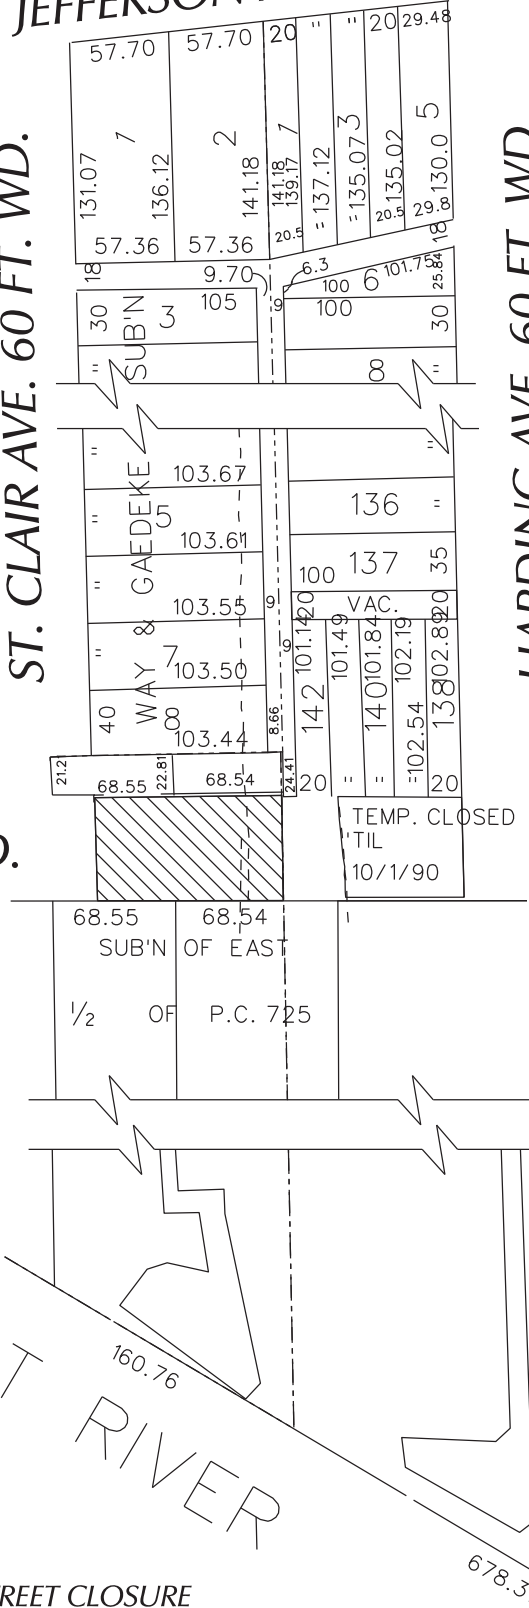 JEFFERSON
57.70 57.70 20 " " 20 29.48
1 2 1 3 5
131.07 136.12 141.18 141.18 139.17 "137.12 "135.07 135.02 130.0
57.36 57.36 20.5 20.5 29.8
18 18
9.70 6.3 101.75 25.84
105 9 100 6
30 3 100 30
" 8 "
ST. CLAIR AVE. 60 FT. WD.
HARDING AVE. 60 FT. WD
WAY & GAEDEKE SUB'N
" 103.67 "
" 5 103.61 136 "
" 103.55 9 100 137 35
20 VAC. 20
" 7 103.50 9 101.14 101.49 101.84 102.19 102.89
40 8 103.44 8.66 142 140 "102.54 138
21.21 22.81 24.41 20 " " 20
68.55 68.54
TEMP. CLOSED
'TIL
10/1/90
D.
68.55 68.54
SUB'N OF EAST
1/2 OF P.C. 725
160.76
T RIVER
678.3
REET CLOSURE